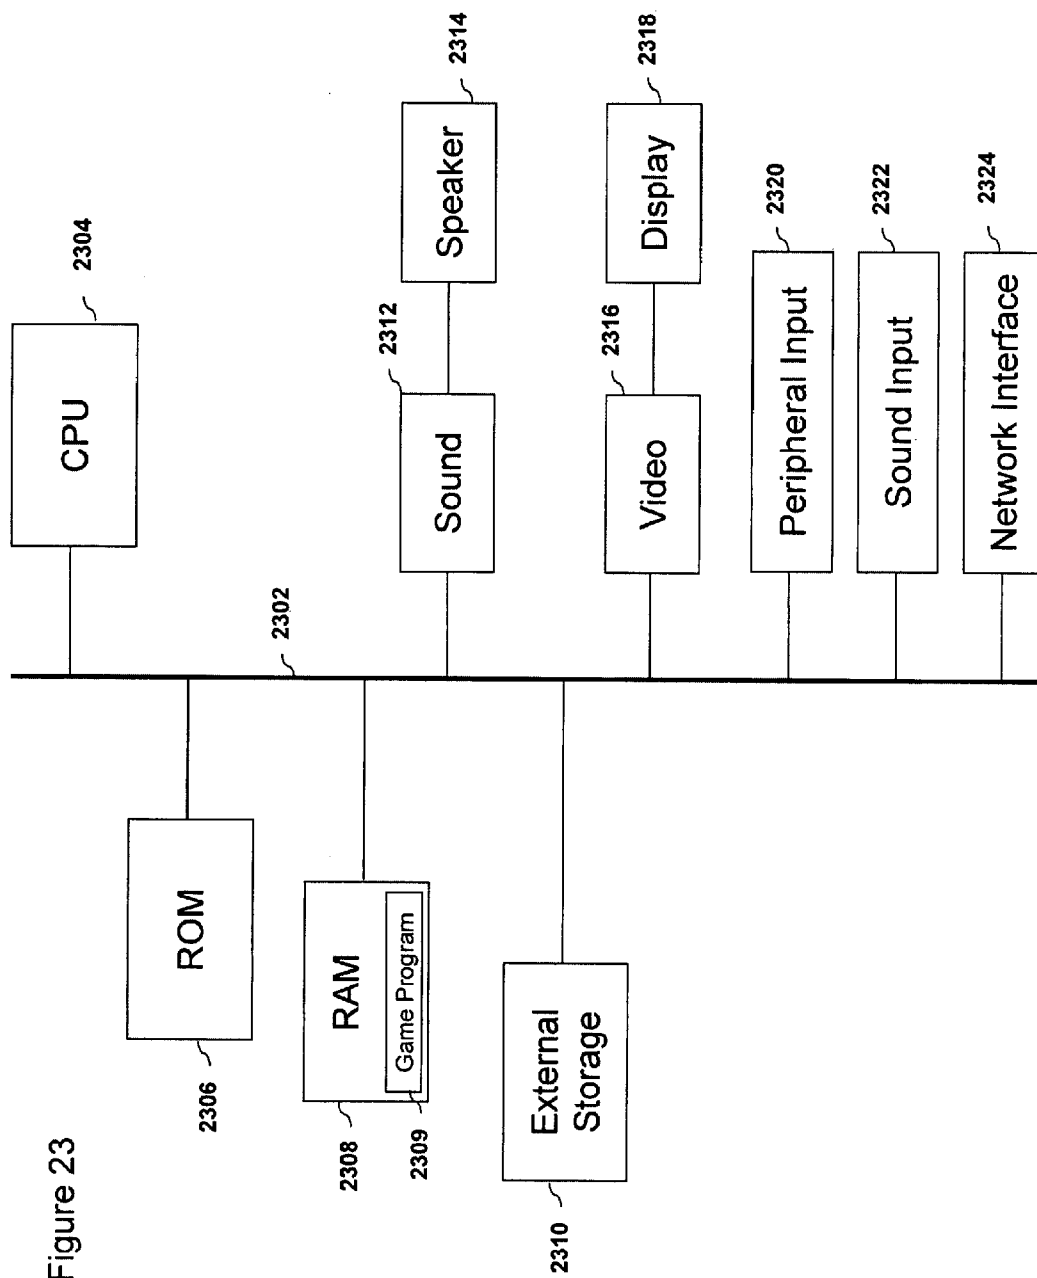 Figure 23
2306
ROM
2308
2309
RAM
Game Program
2310
External
Storage
2302
CPU
2304
2312
Sound
Speaker
2314
2316
Video
Display
2318
Peripheral Input
2320
Sound Input
2322
Network Interface
2324